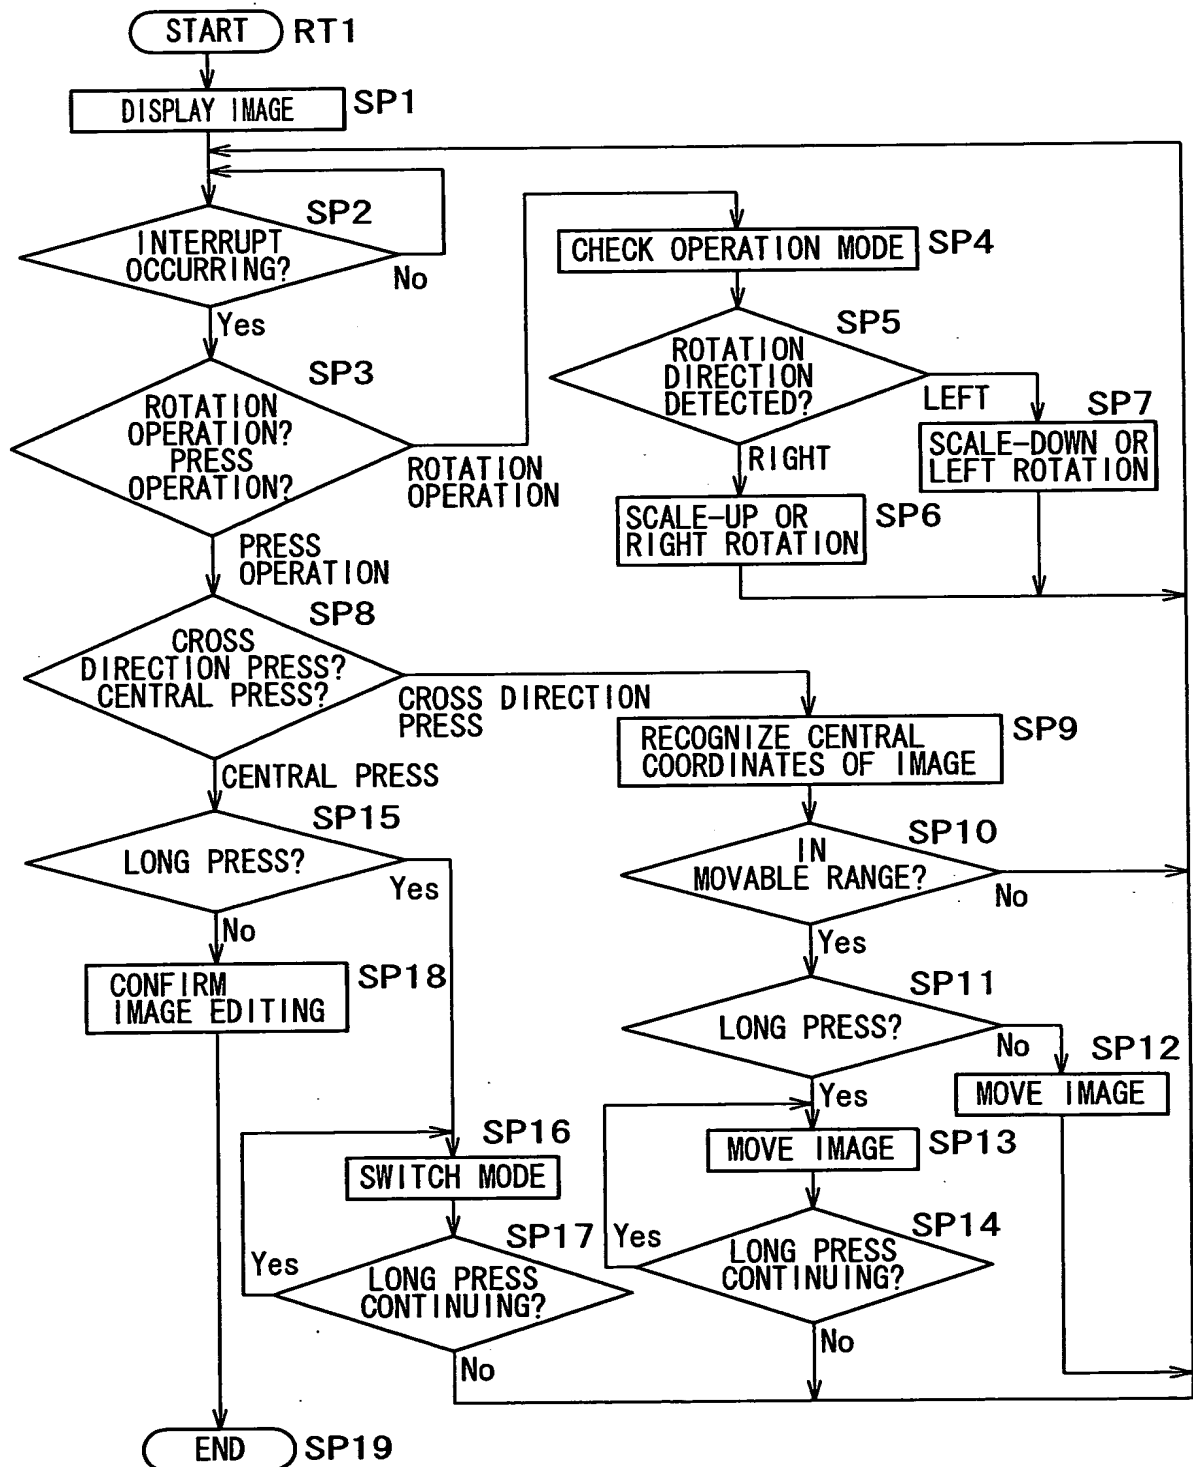 START RT1
DISPLAY IMAGE SP1
SP2
INTERRUPT
OCCURRING?
No
Yes
SP3
ROTATION
OPERATION?
PRESS
OPERATION?
ROTATION
OPERATION
CHECK OPERATION MODE SP4
SP5
ROTATION
DIRECTION
DETECTED?
LEFT
SP7
SCALE-DOWN OR
LEFT ROTATION
RIGHT
SCALE-UP OR
RIGHT ROTATION
SP6
PRESS
OPERATION
SP8
CROSS
DIRECTION PRESS?
CENTRAL PRESS?
CROSS DIRECTION
PRESS
RECOGNIZE CENTRAL
COORDINATES OF IMAGE
SP9
CENTRAL PRESS
SP15
LONG PRESS?
Yes
No
SP10
IN
MOVABLE RANGE?
No
Yes
CONFIRM
IMAGE EDITING
SP18
SP11
LONG PRESS?
No
SP12
MOVE IMAGE
Yes
MOVE IMAGE SP13
SP16
SWITCH MODE
SP14
LONG PRESS
CONTINUING?
Yes
No
SP17
LONG PRESS
CONTINUING?
Yes
No
END SP19